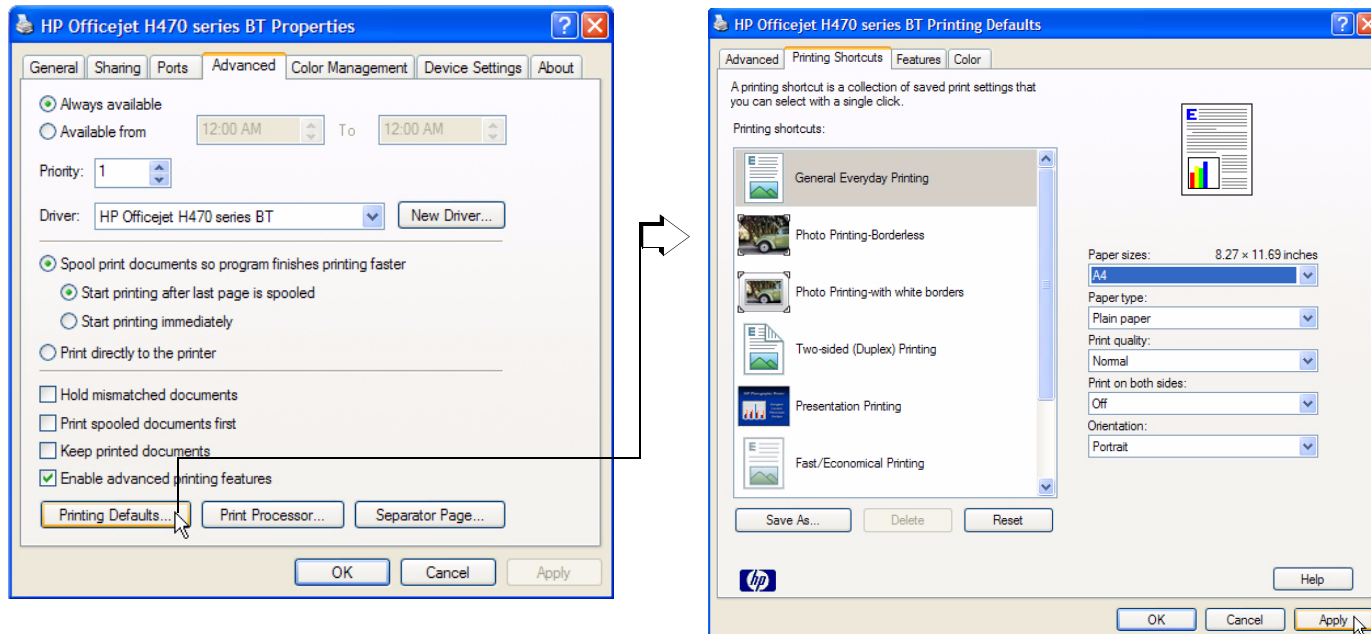 HP Officejet H470 series BT Properties
General Sharing Ports Advanced Color Management Device Settings About
Always available
Available from 12:00 AM To 12:00 AM
Priority: 1
Driver: HP Officejet H470 series BT New Driver...
Spool print documents so program finishes printing faster
Start printing after last page is spooled
Start printing immediately
Print directly to the printer
Hold mismatched documents
Print spooled documents first
Keep printed documents
Enable advanced printing features
Printing Defaults... Print Processor... Separator Page...
OK Cancel Apply
HP Officejet H470 series BT Printing Defaults
Advanced Printing Shortcuts Features Color
A printing shortcut is a collection of saved print settings that
you can select with a single click.
Printing shortcuts:
E General Everyday Printing
Photo Printing-Borderless
Photo Printing-with white borders
E Two-sided (Duplex) Printing
Presentation Printing
E Fast/Economical Printing
Save As... Delete Reset
E
Paper sizes: 8.27 × 11.69 inches
A4
Paper type:
Plain paper
Print quality:
Normal
Print on both sides:
Off
Orientation:
Portrait
hp Help
OK Cancel Apply